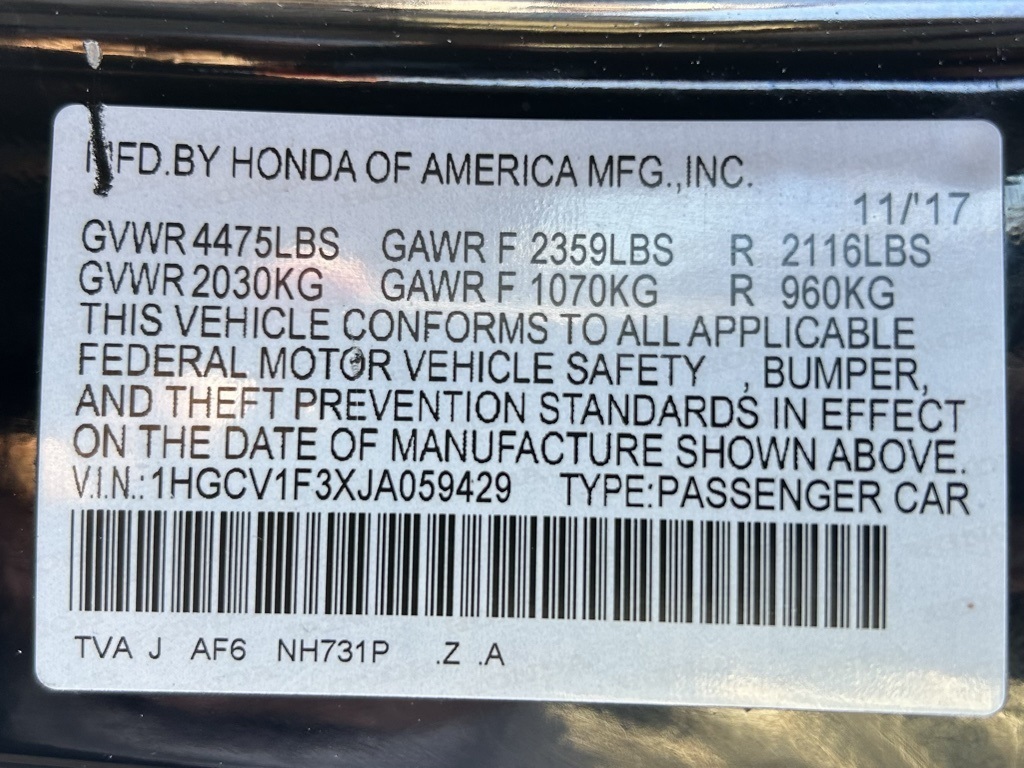 MFD.BY HONDA OF AMERICA MFG.,INC.
11/'17
GVWR 4475LBS GAWR F 2359LBS R 2116LBS
GVWR 2030KG GAWR F 1070KG R 960KG
THIS VEHICLE CONFORMS TO ALL APPLICABLE
FEDERAL MOTOR VEHICLE SAFETY , BUMPER,
AND THEFT PREVENTION STANDARDS IN EFFECT
ON THE DATE OF MANUFACTURE SHOWN ABOVE.
V.I.N.: 1HGCV1F3XJA059429 TYPE:PASSENGER CAR
TVA J AF6 NH731P .Z .A